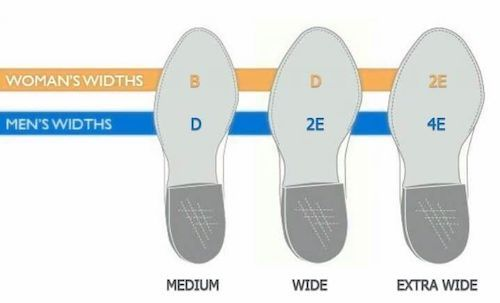 WOMAN'S WIDTHS B D 2E
MEN'S WIDTHS D 2E 4E
MEDIUM WIDE EXTRA WIDE